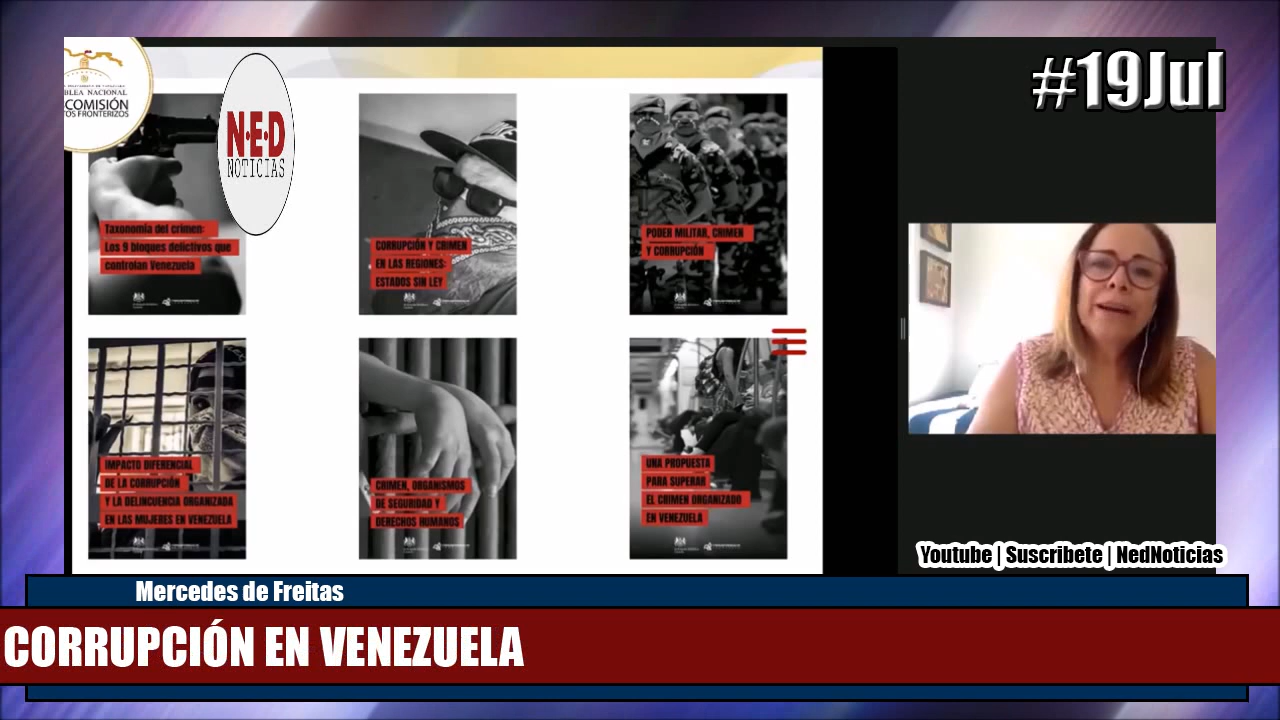 #19Jul
BLEA NACIONAL
COMISIÓN
TOS FRONTERIZOS
N·E·D
NOTICIAS
Taxonomía del crimen:
Los 9 bloques delictivos que
controlan Venezuela
CORRUPCIÓN Y CRIMEN
EN LAS REGIONES:
ESTADOS SIN LEY
PODER MILITAR, CRIMEN
Y CORRUPCIÓN
IMPACTO DIFERENCIAL
DE LA CORRUPCIÓN
Y LA DELINCUENCIA ORGANIZADA
EN LAS MUJERES EN VENEZUELA
CRIMEN, ORGANISMOS
DE SEGURIDAD Y
DERECHOS HUMANOS
UNA PROPUESTA
PARA SUPERAR
EL CRIMEN ORGANIZADO
EN VENEZUELA
Youtube | Suscribete | NedNoticias
Mercedes de Freitas
CORRUPCIÓN EN VENEZUELA